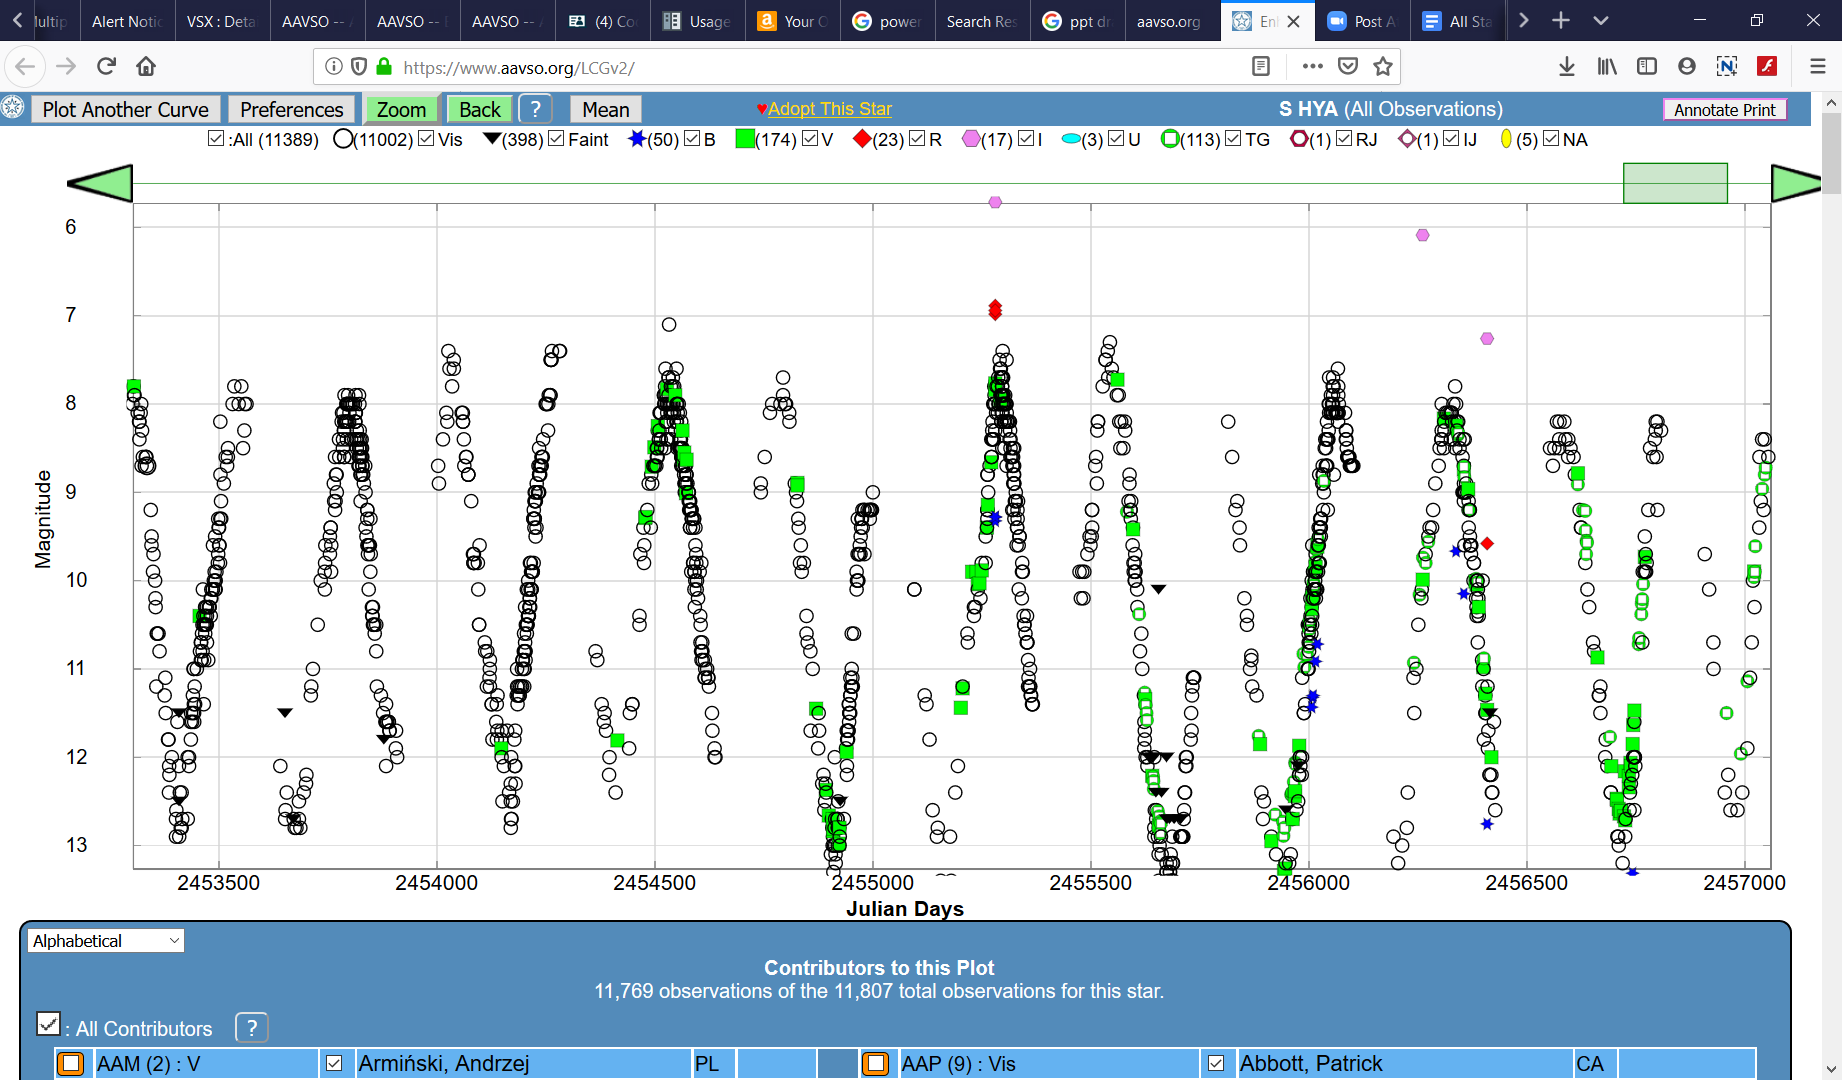 ultip Alert Notic VSX : Deta AAVSO -- A AAVSO -- E AAVSO -- A (4) Co Usage Your O power Search Res ppt dr aavso.org En Post A All Sta
https://www.aavso.org/LCGv2/
Plot Another Curve Preferences Zoom Back ? Mean ♥Adopt This Star S HYA (All Observations) Annotate Print
:All (11389) (11002) Vis (398) Faint (50) B (174) V (23) R (17) I (3) U (113) TG (1) RJ (1) IJ (5) NA
6
7
8
9
10
11
12
13
Magnitude
2453500 2454000 2454500 2455000 2455500 2456000 2456500 2457000
Julian Days
Alphabetical
Contributors to this Plot
11,769 observations of the 11,807 total observations for this star.
: All Contributors ?
AAM (2) : V Armiński, Andrzej PL AAP (9) : Vis Abbott, Patrick CA